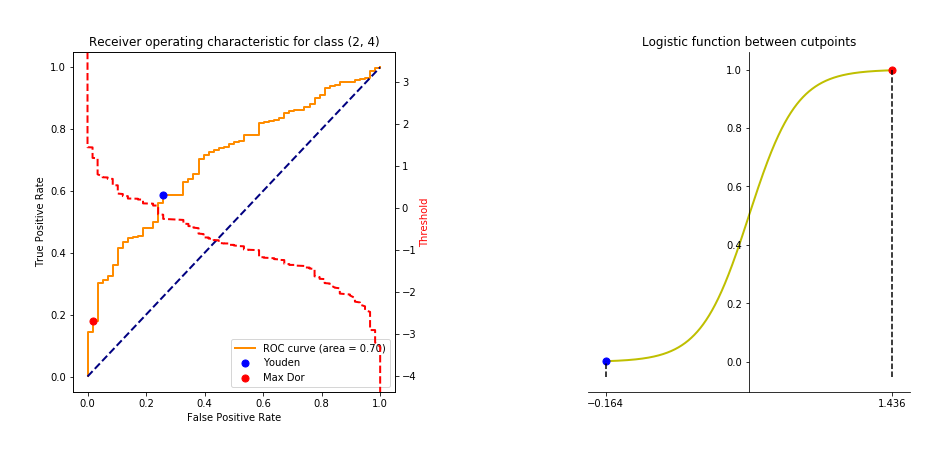 Receiver operating characteristic for class (2, 4)
1.0
0.8
0.6
0.4
0.2
0.0
True Positive Rate
0.0 0.2 0.4 0.6 0.8 1.0
False Positive Rate
3
2
1
0
−1
−2
−3
−4
Threshold
ROC curve (area = 0.70)
Youden
Max Dor
Logistic function between cutpoints
1.0
0.8
0.6
0.4
0.2
0.0
−0.164 1.436